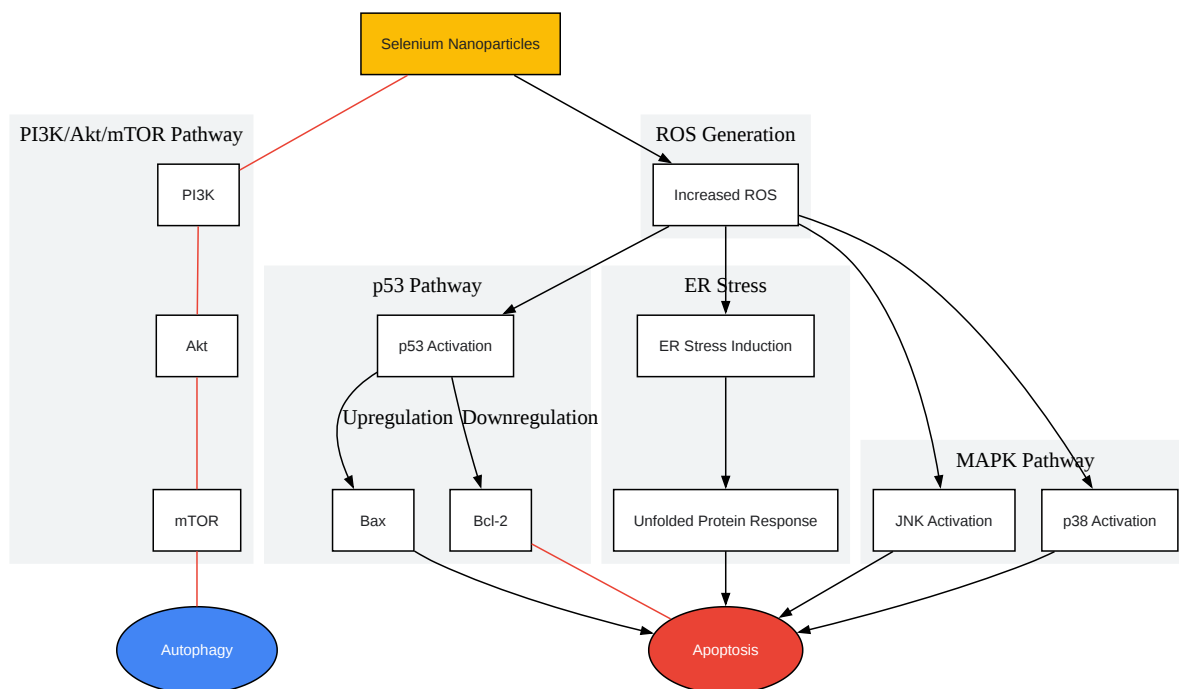 Selenium Nanoparticles
PI3K/Akt/mTOR Pathway
ROS Generation
PI3K
Increased ROS
p53 Pathway
ER Stress
Akt
p53 Activation
ER Stress Induction
Upregulation
Downregulation
MAPK Pathway
mTOR
Bax
Bcl-2
Unfolded Protein Response
JNK Activation
p38 Activation
Autophagy
Apoptosis